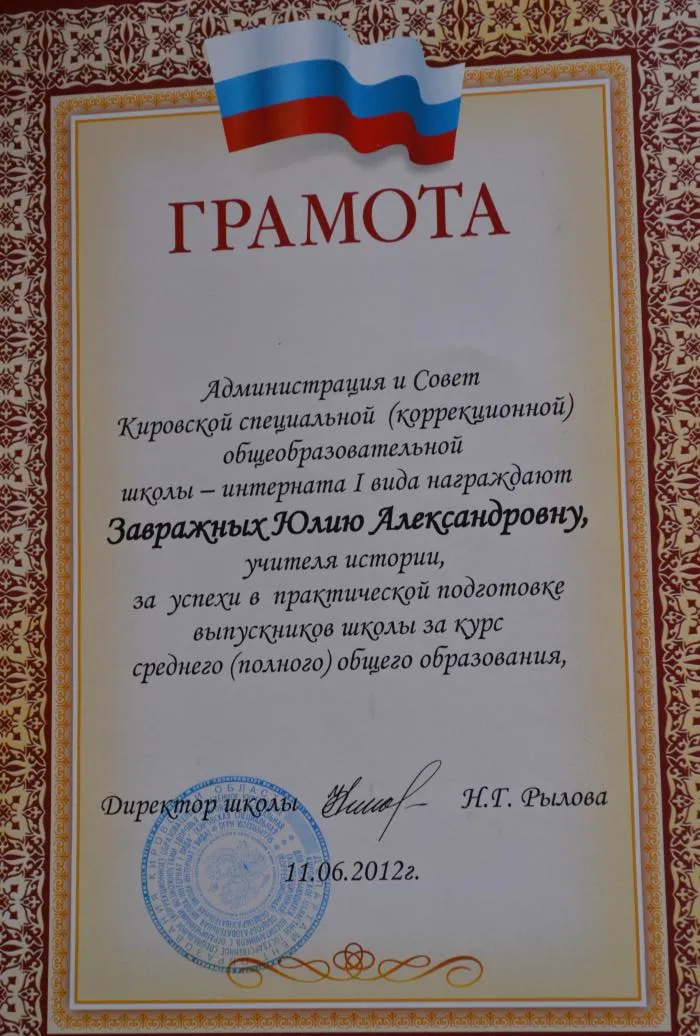 ГРАМОТА
Администрация и Совет
Кировской специальной (коррекционной)
общеобразовательной
школы – интерната I вида награждают
Завражных Юлию Александровну,
учителя истории,
за успехи в практической подготовке
выпускников школы за курс
среднего (полного) общего образования,
Директор школы Н.Г. Рылова
11.06.2012г.